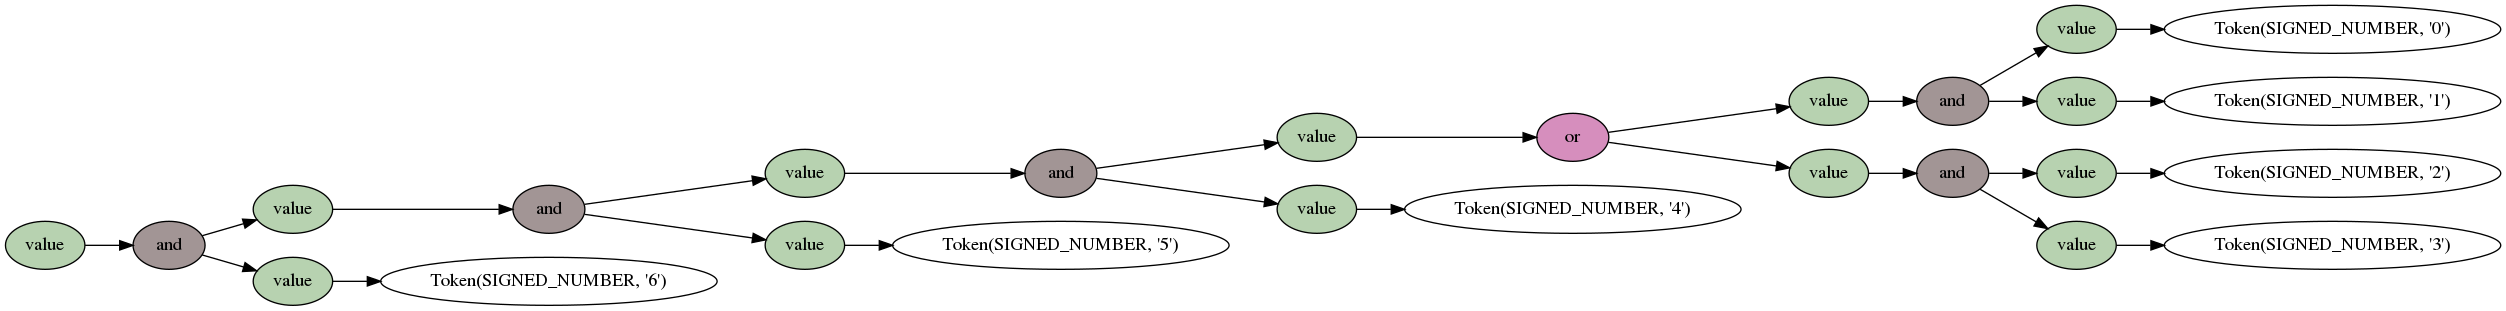 value
Token(SIGNED_NUMBER, '0')
value
and
value
Token(SIGNED_NUMBER, '1')
value
or
value
and
value
Token(SIGNED_NUMBER, '2')
value
and
value
and
value
Token(SIGNED_NUMBER, '4')
value
and
value
Token(SIGNED_NUMBER, '5')
value
Token(SIGNED_NUMBER, '3')
value
Token(SIGNED_NUMBER, '6')